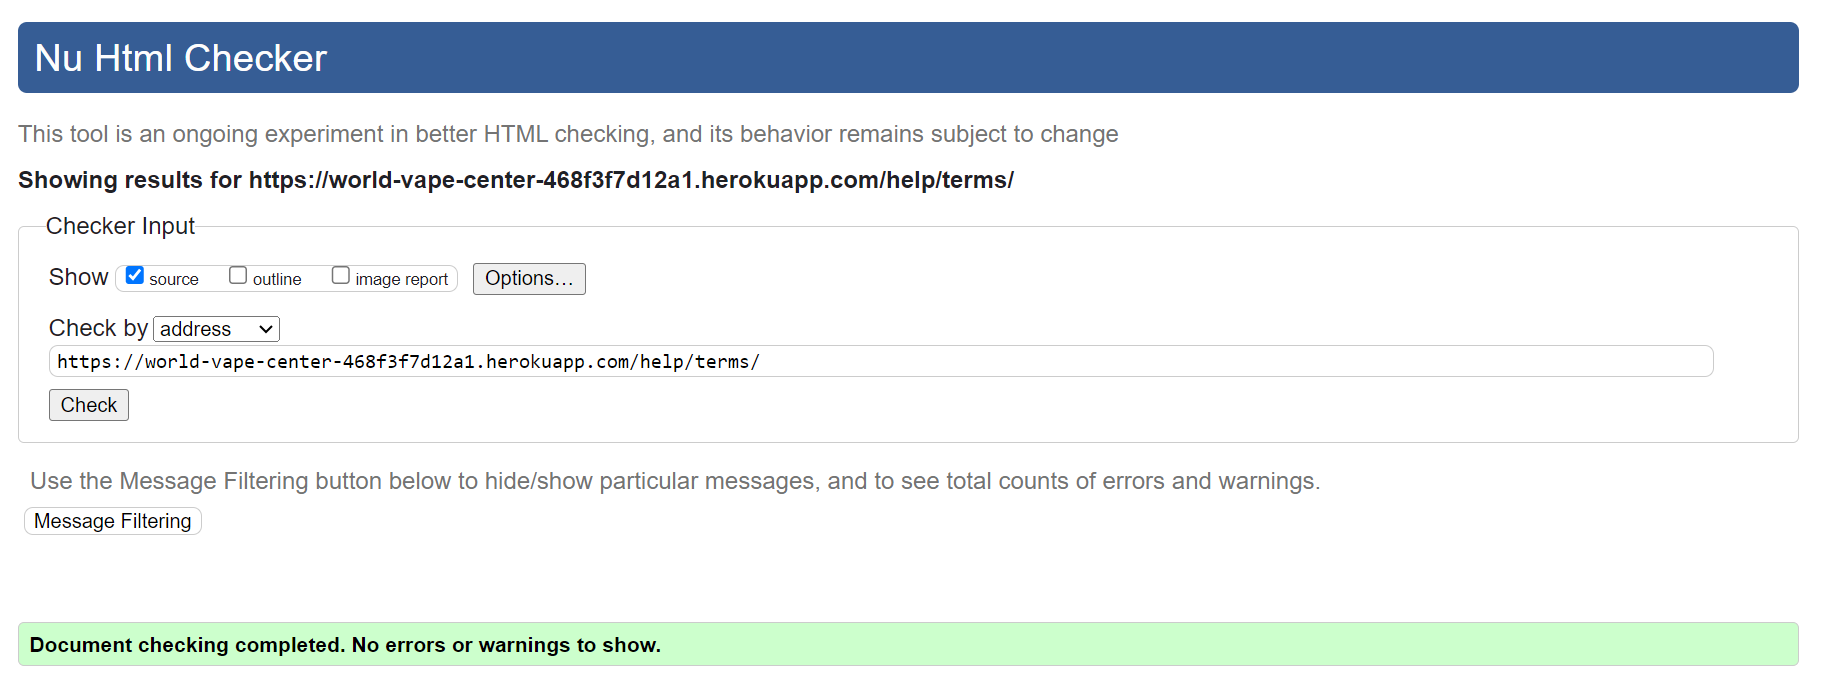 Nu Html Checker
This tool is an ongoing experiment in better HTML checking, and its behavior remains subject to change
Showing results for https://world-vape-center-468f3f7d12a1.herokuapp.com/help/terms/
Checker Input
Show source outline image report Options...
Check by address
https://world-vape-center-468f3f7d12a1.herokuapp.com/help/terms/
Check
Use the Message Filtering button below to hide/show particular messages, and to see total counts of errors and warnings.
Message Filtering
Document checking completed. No errors or warnings to show.